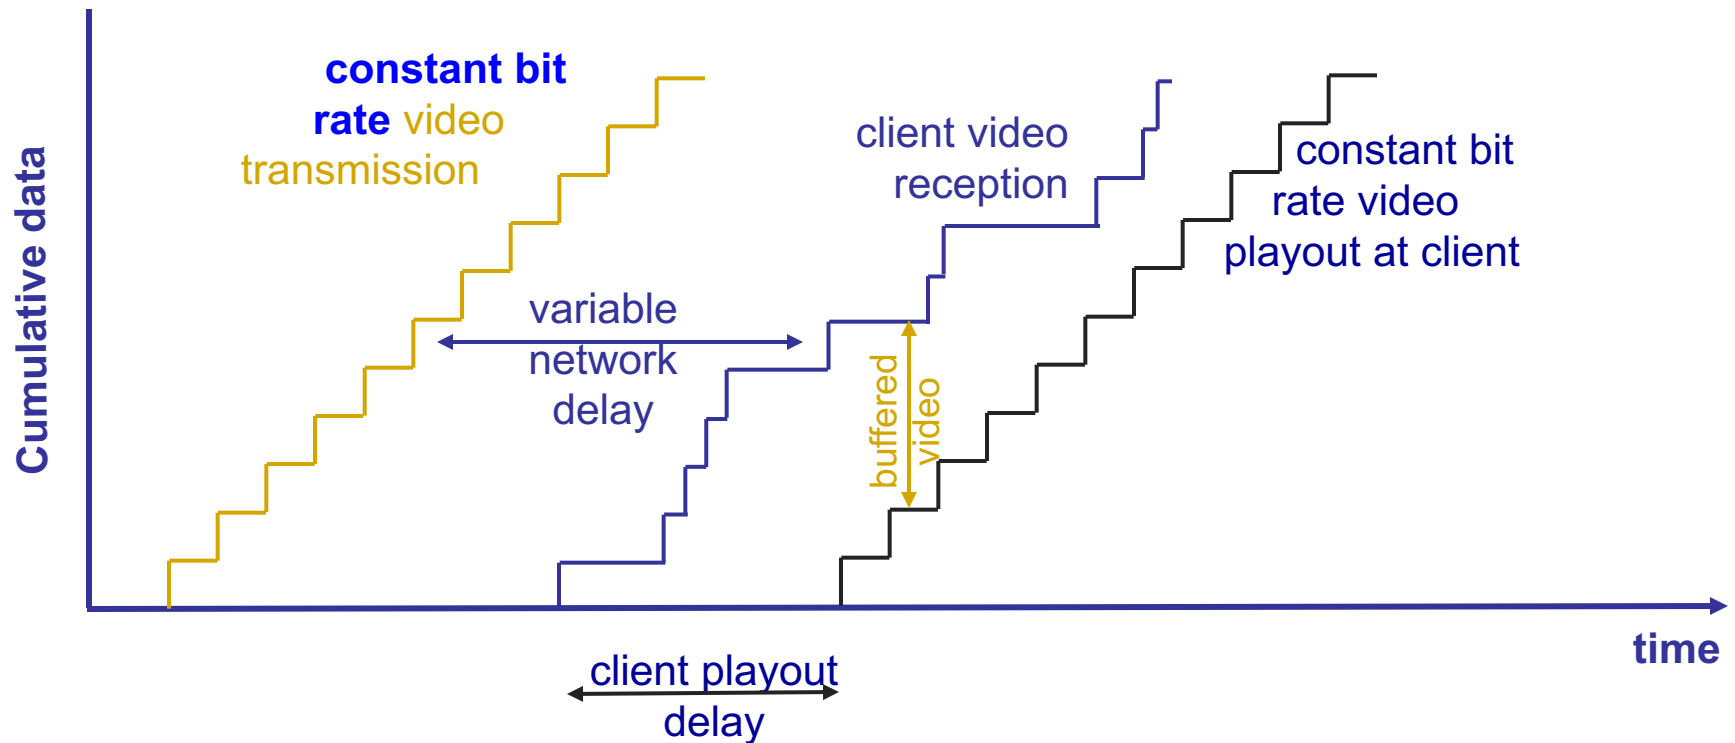 constant bit
rate video
transmission
client video
reception
constant bit
rate video
playout at client
Cumulative data
variable
network
delay
buffered
video
time
client playout
delay